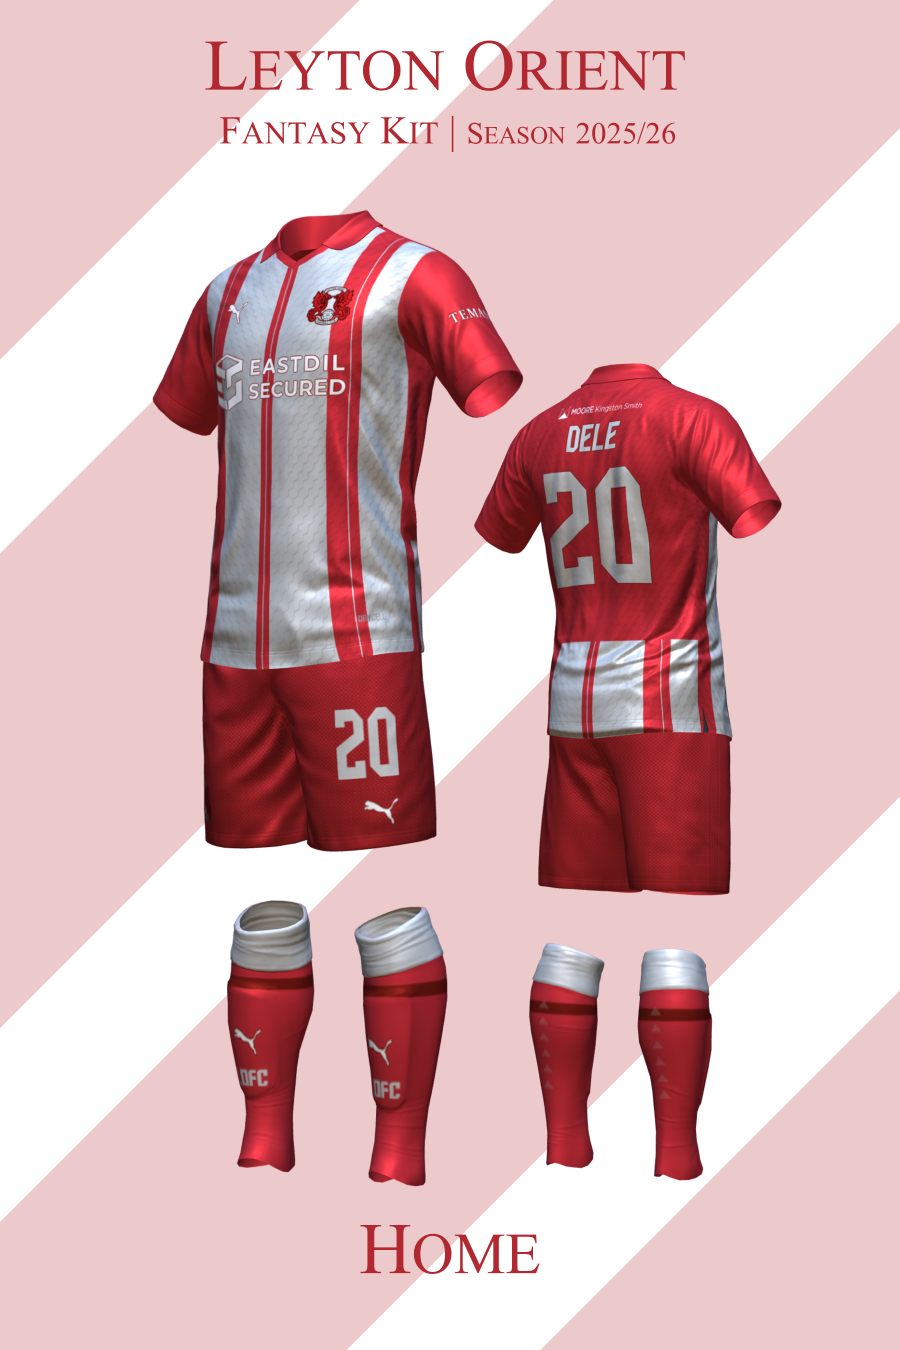 LEYTON ORIENT
FANTASY KIT | SEASON 2025/26
EASTDIL
SECURED
MOORE Kingston Smith
DELE
20
20
OFC
OFC
HOME